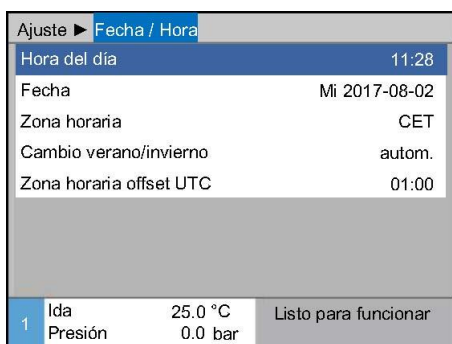 Ajuste ► Fecha / Hora
Hora del día 11:28
Fecha Mi 2017-08-02
Zona horaria CET
Cambio verano/invierno autom.
Zona horaria offset UTC 01:00
1 Ida 25.0 °C Listo para funcionar
Presión 0.0 bar